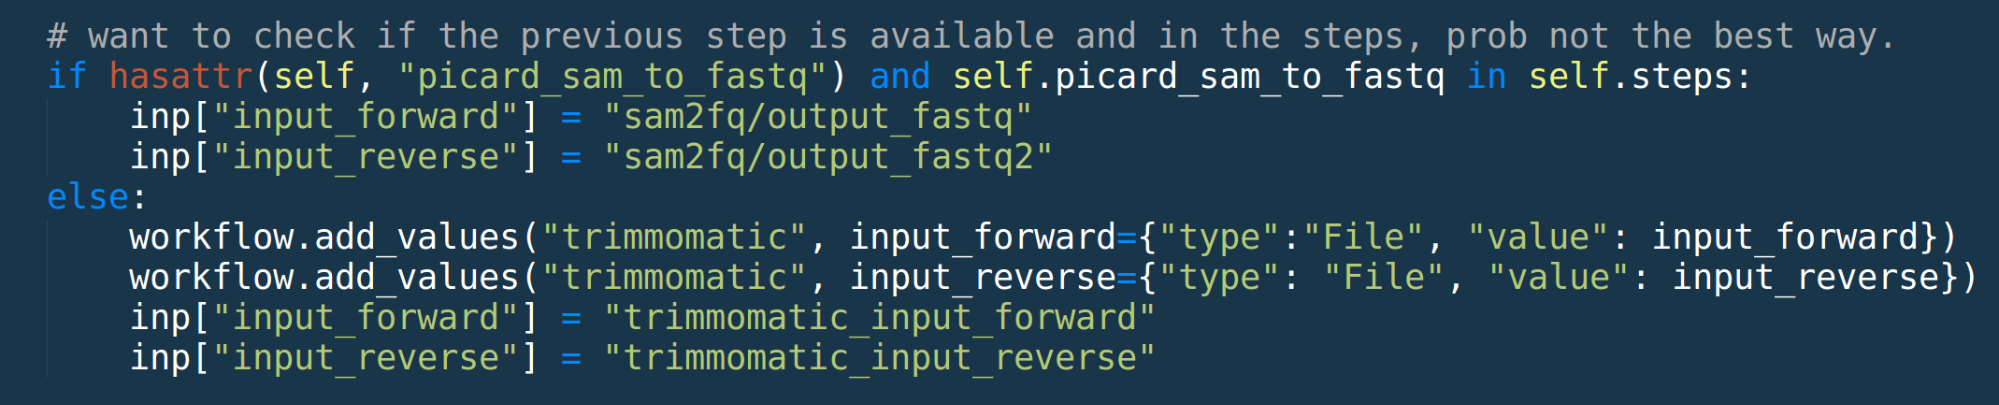 # want to check if the previous step is available and in the steps, prob not the best way.
if hasattr(self, "picard_sam_to_fastq") and self.picard_sam_to_fastq in self.steps:
    inp["input_forward"] = "sam2fq/output_fastq"
    inp["input_reverse"] = "sam2fq/output_fastq2"
else:
    workflow.add_values("trimmomatic", input_forward={"type":"File", "value": input_forward})
    workflow.add_values("trimmomatic", input_reverse={"type": "File", "value": input_reverse})
    inp["input_forward"] = "trimmomatic_input_forward"
    inp["input_reverse"] = "trimmomatic_input_reverse"